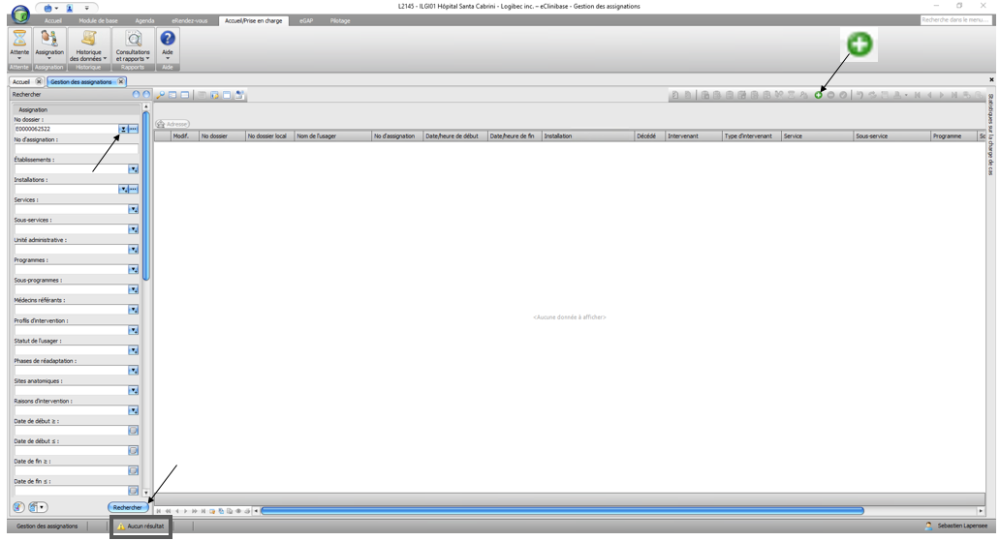 L2145 - ILGI01 Hôpital Santa Cabrini - Logibec inc. – eClinibase - Gestion des assignations
Accueil Module de base Agenda eRendez-vous Accueil/Prise en charge eGAP Pilotage
Recherche dans le menu...
Attente Assignation Historique des données Consultations et rapports Aide
Attente Assignation Historique Rapports Aide
Accueil Gestion des assignations
Rechercher
Assignation
No dossier :
E0000062522
No d'assignation :
Établissements :
Installations :
Services :
Sous-services :
Unité administrative :
Programmes :
Sous-programmes :
Médecins référants :
Profils d'intervention :
Statut de l'usager :
Phases de réadaptation :
Sites anatomiques :
Raisons d'intervention :
Date de début ≥ :
Date de début ≤ :
Date de fin ≥ :
Date de fin ≤ :
Rechercher
Adresse
Modif. No dossier No dossier local Nom de l'usager No d'assignation Date/heure de début Date/heure de fin Installation Décédé Intervenant Type d'intervenant Service Sous-service Programme So
<Aucune donnée à afficher>
Statistiques sur la charge de cas
Gestion des assignations Aucun résultat Sebastien Lapensee